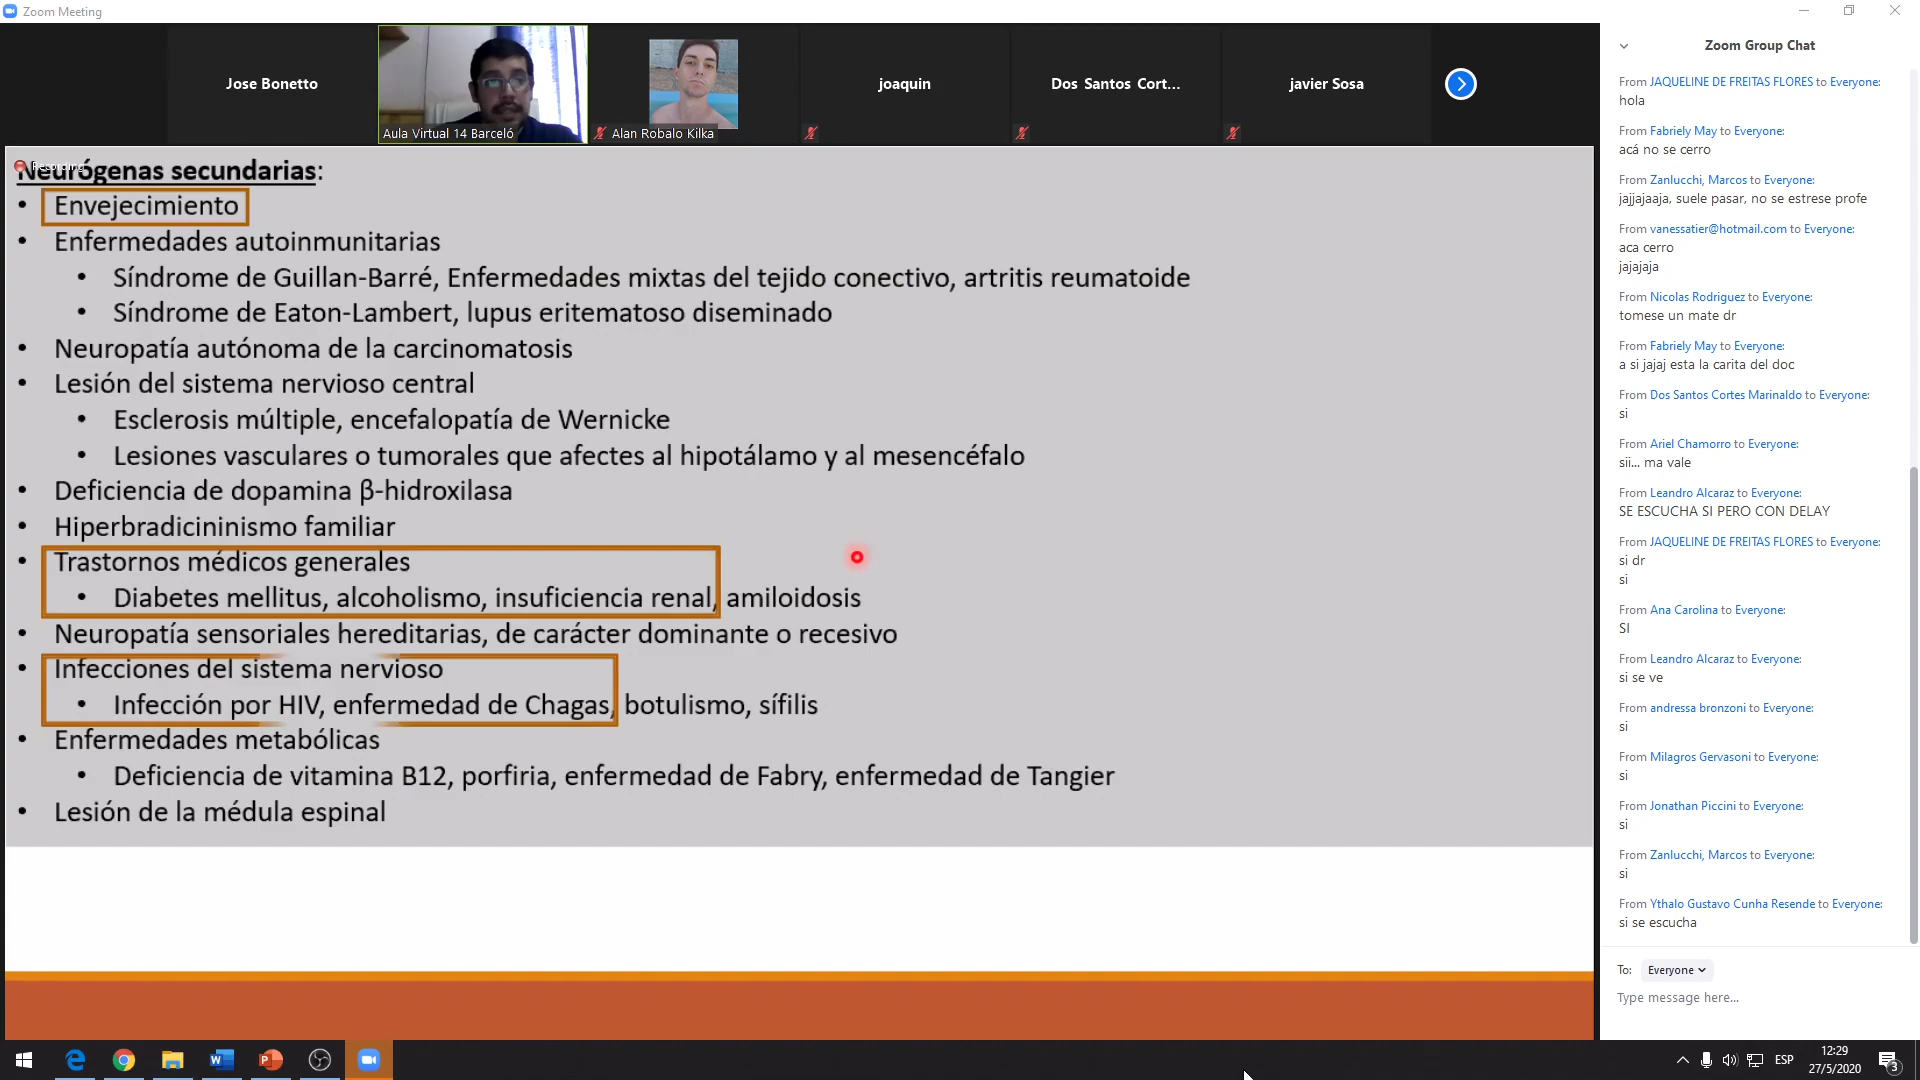 Zoom Meeting
Jose Bonetto
Aula Virtual 14 Barceló
Alan Robalo Kilka
joaquin
Dos Santos Cort...
javier Sosa
Recording
Neurógenas secundarias:
• Envejecimiento
• Enfermedades autoinmunitarias
• Síndrome de Guillan-Barré, Enfermedades mixtas del tejido conectivo, artritis reumatoide
• Síndrome de Eaton-Lambert, lupus eritematoso diseminado
• Neuropatía autónoma de la carcinomatosis
• Lesión del sistema nervioso central
• Esclerosis múltiple, encefalopatía de Wernicke
• Lesiones vasculares o tumorales que afectes al hipotálamo y al mesencéfalo
• Deficiencia de dopamina β-hidroxilasa
• Hiperbradicininismo familiar
• Trastornos médicos generales
• Diabetes mellitus, alcoholismo, insuficiencia renal, amiloidosis
• Neuropatía sensoriales hereditarias, de carácter dominante o recesivo
• Infecciones del sistema nervioso
• Infección por HIV, enfermedad de Chagas, botulismo, sífilis
• Enfermedades metabólicas
• Deficiencia de vitamina B12, porfiria, enfermedad de Fabry, enfermedad de Tangier
• Lesión de la médula espinal
Zoom Group Chat
From JAQUELINE DE FREITAS FLORES to Everyone:
hola
From Fabriely May to Everyone:
acá no se cerro
From Zanlucchi, Marcos to Everyone:
jajjajaaja, suele pasar, no se estrese profe
From vanessatier@hotmail.com to Everyone:
aca cerro
jajajaja
From Nicolas Rodriguez to Everyone:
tomese un mate dr
From Fabriely May to Everyone:
a si jajaj esta la carita del doc
From Dos Santos Cortes Marinaldo to Everyone:
si
From Ariel Chamorro to Everyone:
sii... ma vale
From Leandro Alcaraz to Everyone:
SE ESCUCHA SI PERO CON DELAY
From JAQUELINE DE FREITAS FLORES to Everyone:
si dr
si
From Ana Carolina to Everyone:
SI
From Leandro Alcaraz to Everyone:
si se ve
From andressa bronzoni to Everyone:
si
From Milagros Gervasoni to Everyone:
si
From Jonathan Piccini to Everyone:
si
From Zanlucchi, Marcos to Everyone:
si
From Ythalo Gustavo Cunha Resende to Everyone:
si se escucha
To: Everyone
Type message here...
ESP
12:29
27/5/2020
3